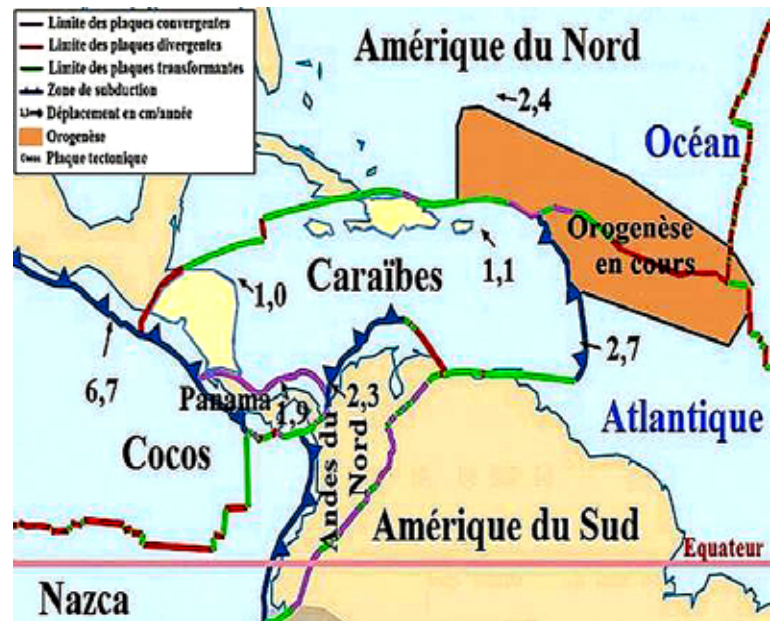 Limite des plaques convergentes
Limite des plaques divergentes
Limite des plaques transformantes
Zone de subduction
Déplacement en cm/année
Orogenèse
Plaque tectonique
Amérique du Nord
2,4
Océan
Orogenèse
en cours
1,1
Caraïbes
1,0
2,7
6,7
Panama
1,9
2,3
Atlantique
Cocos
Andes du
Nord
Amérique du Sud
Equateur
Nazca